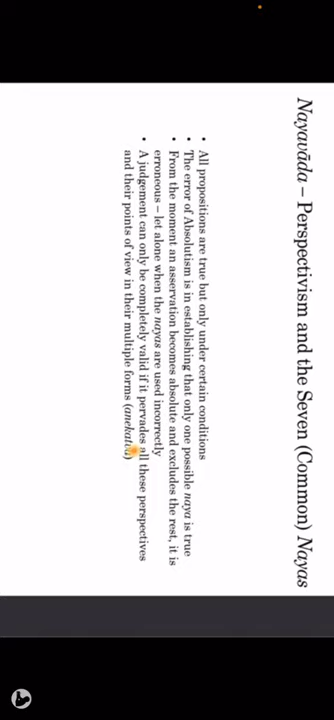 Nayavāda – Perspectivism and the Seven (Common) Nayas
• All propositions are true but only under certain conditions
• The error of Absolutism is in establishing that only one possible naya is true
• From the moment an asservation becomes absolute and excludes the rest, it is
erroneous – let alone when the nayas are used incorrectly
• A judgement can only be completely valid if it pervades all these perspectives
and their points of view in their multiple forms